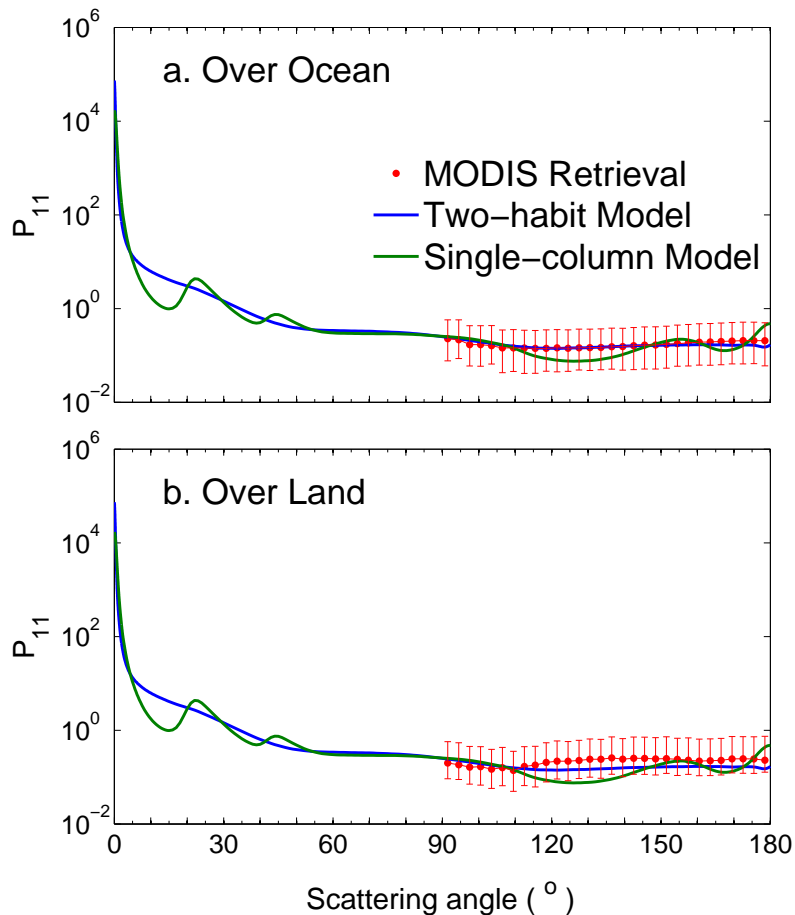 10^6
a. Over Ocean
10^4
MODIS Retrieval
Two−habit Model
Single−column Model
10^2
P_11
10^0
10^−2
10^6
b. Over Land
10^4
10^2
P_11
10^0
10^−2
0 30 60 90 120 150 180
Scattering angle ( ° )